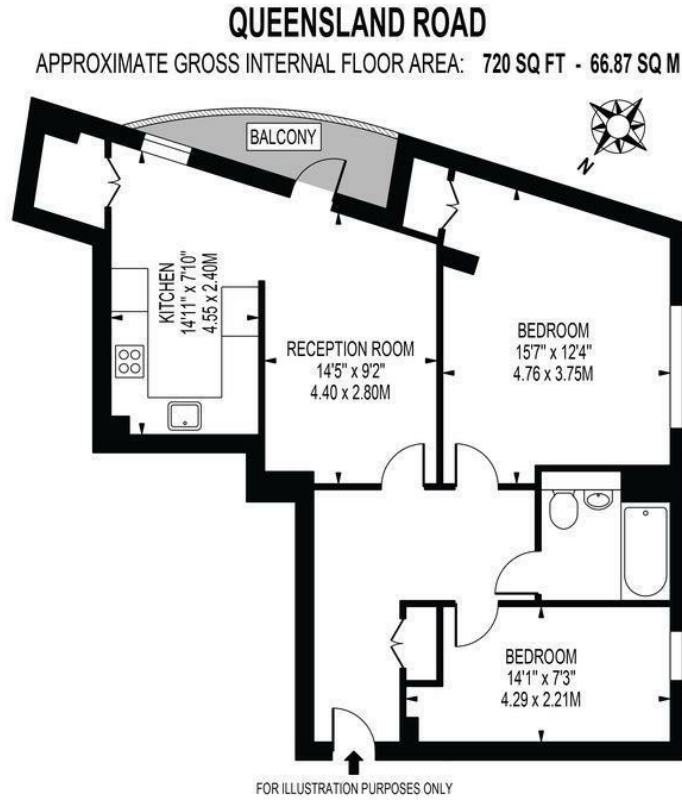 QUEENSLAND ROAD
APPROXIMATE GROSS INTERNAL FLOOR AREA: 720 SQ FT - 66.87 SQ M
BALCONY
N
KITCHEN
14'11" x 7'10"
4.55 x 2.40M
RECEPTION ROOM
14'5" x 9'2"
4.40 x 2.80M
BEDROOM
15'7" x 12'4"
4.76 x 3.75M
BEDROOM
14'1" x 7'3"
4.29 x 2.21M
FOR ILLUSTRATION PURPOSES ONLY